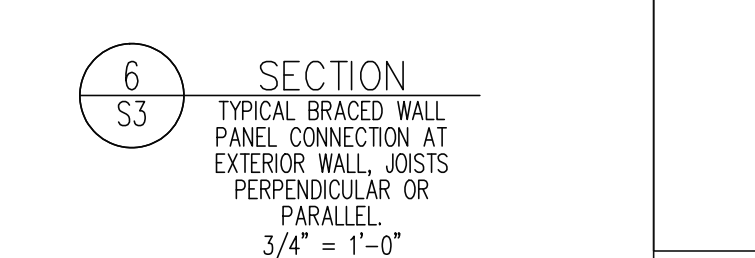 6 SECTION
S3
TYPICAL BRACED WALL
PANEL CONNECTION AT
EXTERIOR WALL, JOISTS
PERPENDICULAR OR
PARALLEL.
3/4" = 1'-0"